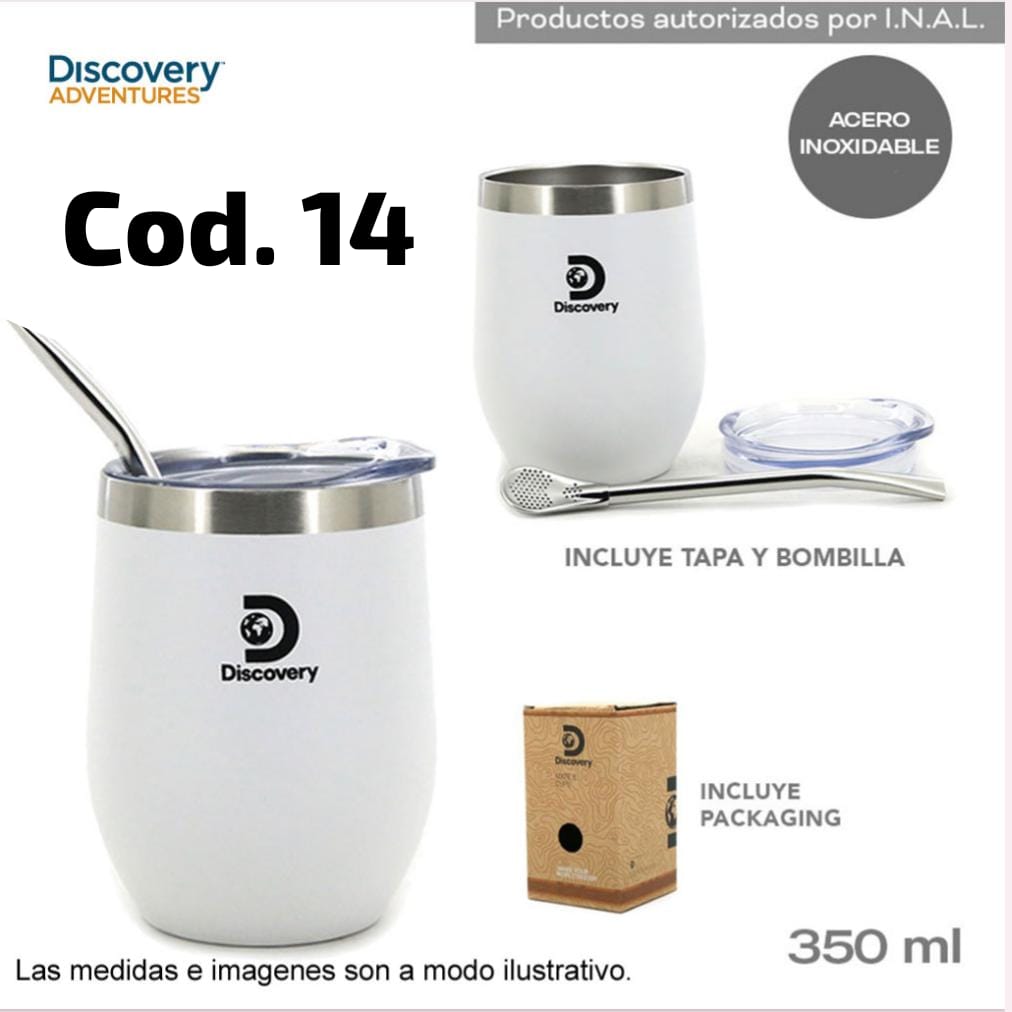 Productos autorizados por I.N.A.L.
Discovery
ADVENTURES
ACERO
INOXIDABLE
Cod. 14
Discovery
INCLUYE TAPA Y BOMBILLA
Discovery
Discovery
INCLUYE
PACKAGING
350 ml
Las medidas e imagenes son a modo ilustrativo.